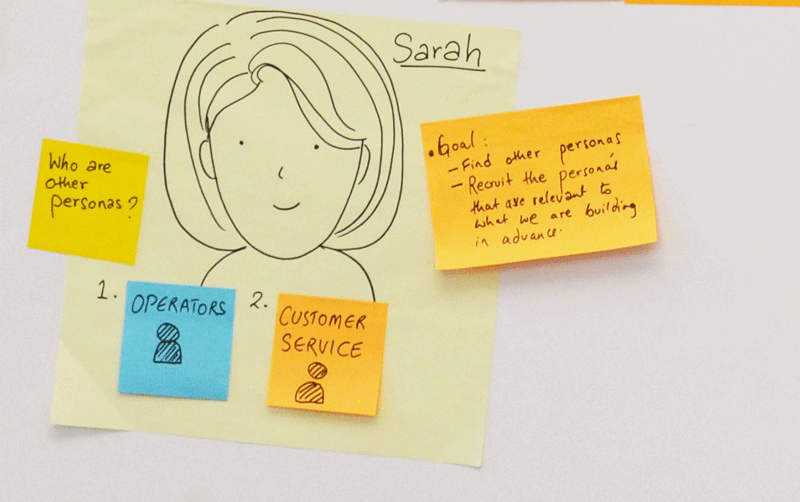 Sarah
Who are
other
personas?
• Goal:
- Find other personas
- Recruit the personas
that are relevant to
what we are building
in advance.
1.
OPERATORS
2.
CUSTOMER
SERVICE